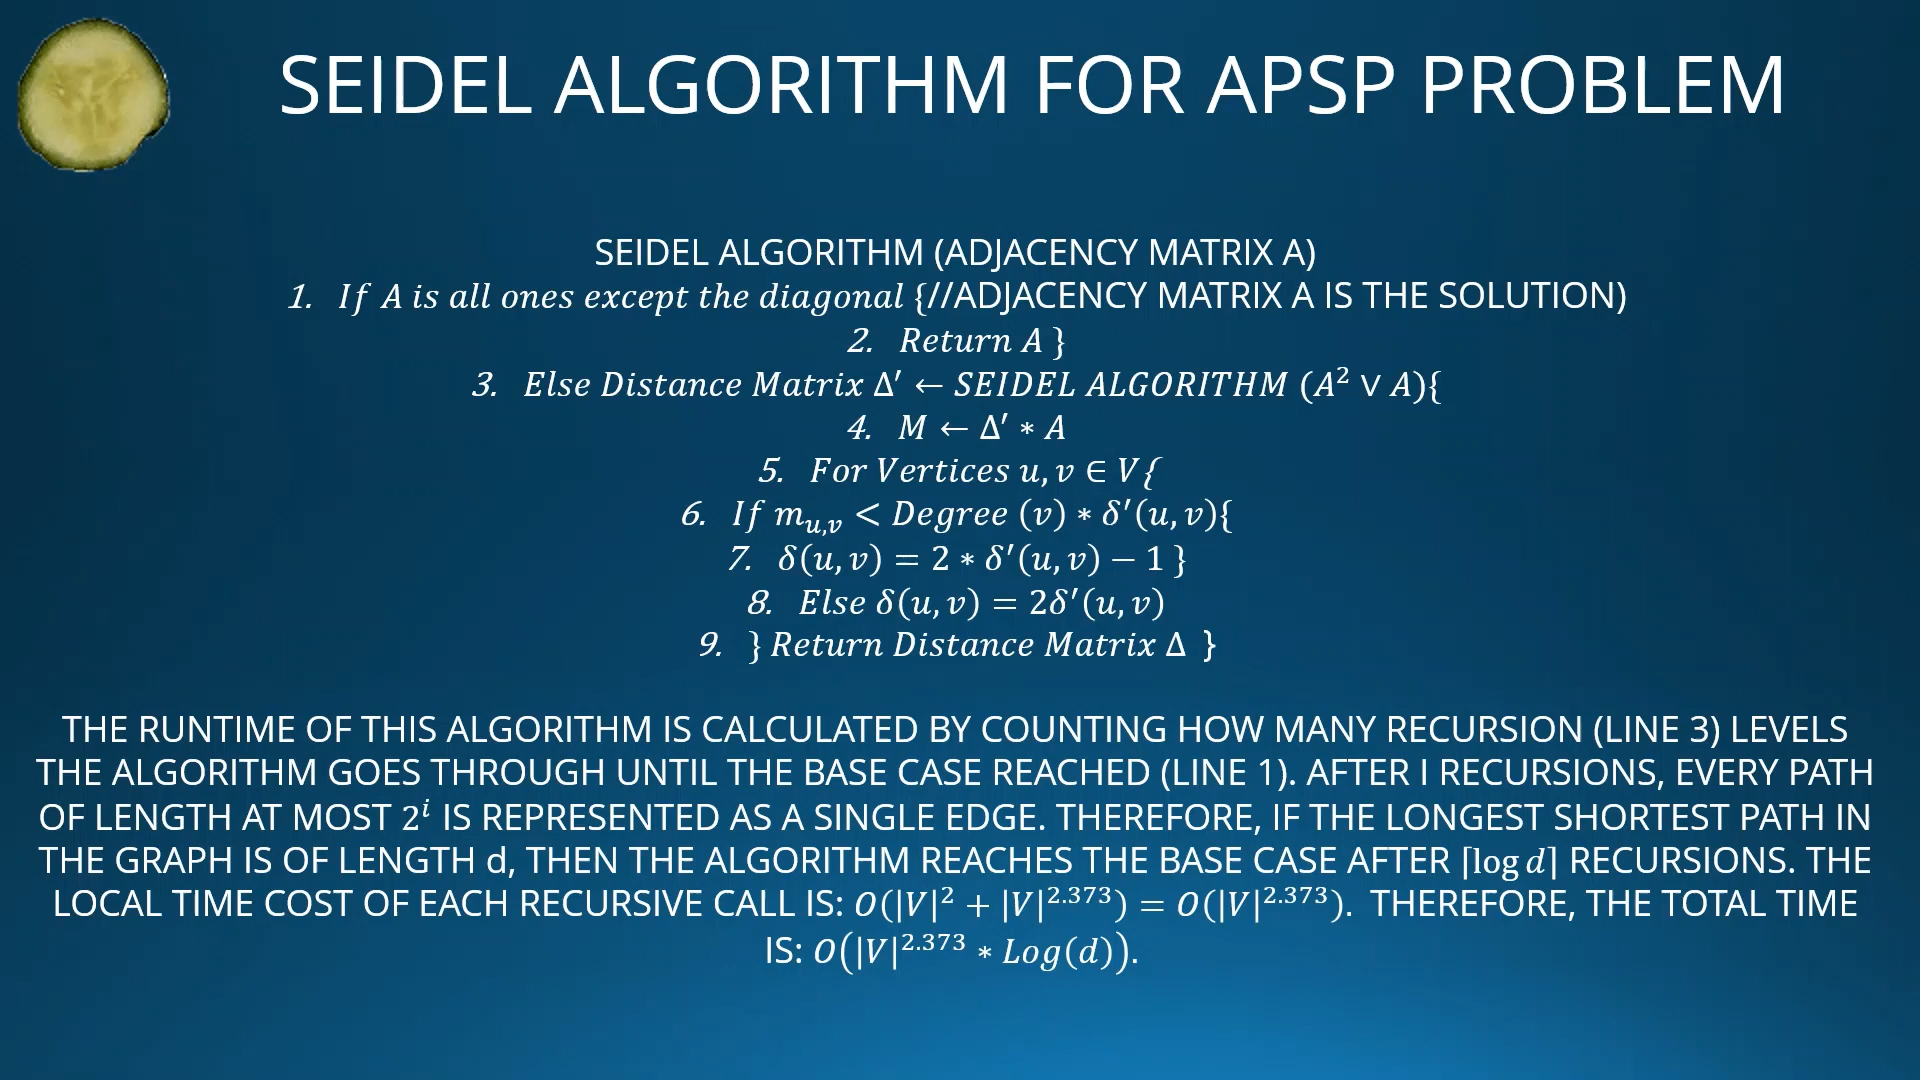 SEIDEL ALGORITHM FOR APSP PROBLEM
SEIDEL ALGORITHM (ADJACENCY MATRIX A)
1. If A is all ones except the diagonal {//ADJACENCY MATRIX A IS THE SOLUTION)
2. Return A }
3. Else Distance Matrix Δ′ ← SEIDEL ALGORITHM (A² ∨ A){
4. M ← Δ′ ∗ A
5. For Vertices u, v ∈ V{
6. If m_{u,v} < Degree (v) ∗ δ′(u, v){
7. δ(u, v) = 2 ∗ δ′(u, v) − 1 }
8. Else δ(u, v) = 2δ′(u, v)
9. } Return Distance Matrix Δ }
THE RUNTIME OF THIS ALGORITHM IS CALCULATED BY COUNTING HOW MANY RECURSION (LINE 3) LEVELS
THE ALGORITHM GOES THROUGH UNTIL THE BASE CASE REACHED (LINE 1). AFTER I RECURSIONS, EVERY PATH
OF LENGTH AT MOST 2^i IS REPRESENTED AS A SINGLE EDGE. THEREFORE, IF THE LONGEST SHORTEST PATH IN
THE GRAPH IS OF LENGTH d, THEN THE ALGORITHM REACHES THE BASE CASE AFTER ⌈log d⌉ RECURSIONS. THE
LOCAL TIME COST OF EACH RECURSIVE CALL IS: O(|V|^2 + |V|^2.373) = O(|V|^2.373). THEREFORE, THE TOTAL TIME
IS: O(|V|^2.373 ∗ Log(d)).